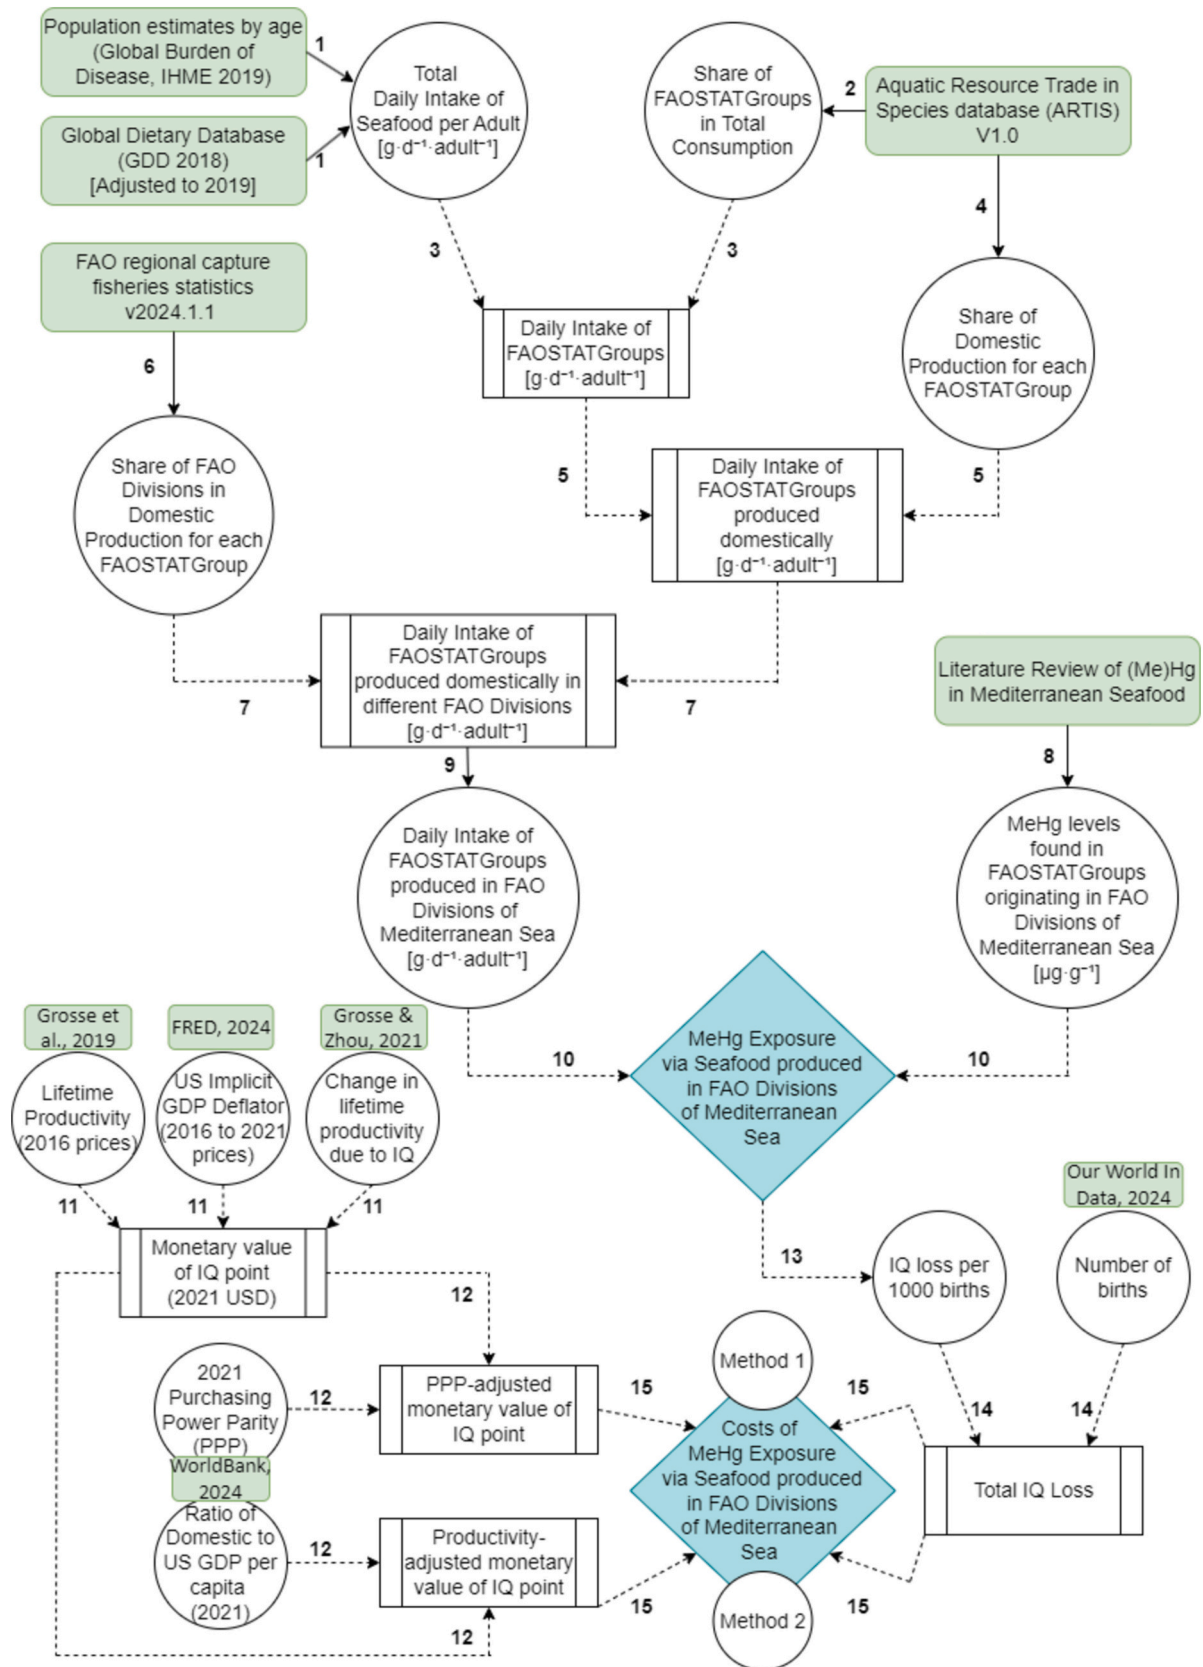 Population estimates by age
(Global Burden of
Disease, IHME 2019)
1
Total
Daily Intake of
Seafood per Adult
[g·d⁻¹·adult⁻¹]
Share of
FAOSTATGroups
in Total
Consumption
2
Aquatic Resource Trade in
Species database (ARTIS)
V1.0
Global Dietary Database
(GDD 2018)
[Adjusted to 2019]
1
3
3
4
FAO regional capture
fisheries statistics
v2024.1.1
6
Daily Intake of
FAOSTATGroups
[g·d⁻¹·adult⁻¹]
Share of
Domestic
Production for each
FAOSTATGroup
Share of FAO
Divisions in
Domestic
Production for each
FAOSTATGroup
5
Daily Intake of
FAOSTATGroups
produced
domestically
[g·d⁻¹·adult⁻¹]
5
7
Daily Intake of
FAOSTATGroups
produced domestically in
different FAO Divisions
[g·d⁻¹·adult⁻¹]
7
Literature Review of (Me)Hg
in Mediterranean Seafood
9
8
Daily Intake of
FAOSTATGroups
produced in FAO
Divisions of
Mediterranean Sea
[g·d⁻¹·adult⁻¹]
MeHg levels
found in
FAOSTATGroups
originating in FAO
Divisions of
Mediterranean Sea
[µg·g⁻¹]
10
MeHg Exposure
via Seafood produced
in FAO Divisions
of Mediterranean
Sea
10
Grosse et
al., 2019
FRED, 2024
Grosse &
Zhou, 2021
Lifetime
Productivity
(2016 prices)
US Implicit
GDP Deflator
(2016 to 2021
prices)
Change in
lifetime
productivity
due to IQ
11
11
11
Monetary value
of IQ point
(2021 USD)
12
13
Our World In
Data, 2024
IQ loss per
1000 births
Number of
births
2021
Purchasing
Power Parity
(PPP)
12
PPP-adjusted
monetary value of
IQ point
15
Method 1
15
14
14
WorldBank,
2024
Ratio of
Domestic to
US GDP per
capita
(2021)
12
Productivity-
adjusted monetary
value of IQ point
12
15
Costs of
MeHg Exposure
via Seafood produced
in FAO Divisions
of Mediterranean
Sea
Method 2
15
Total IQ Loss